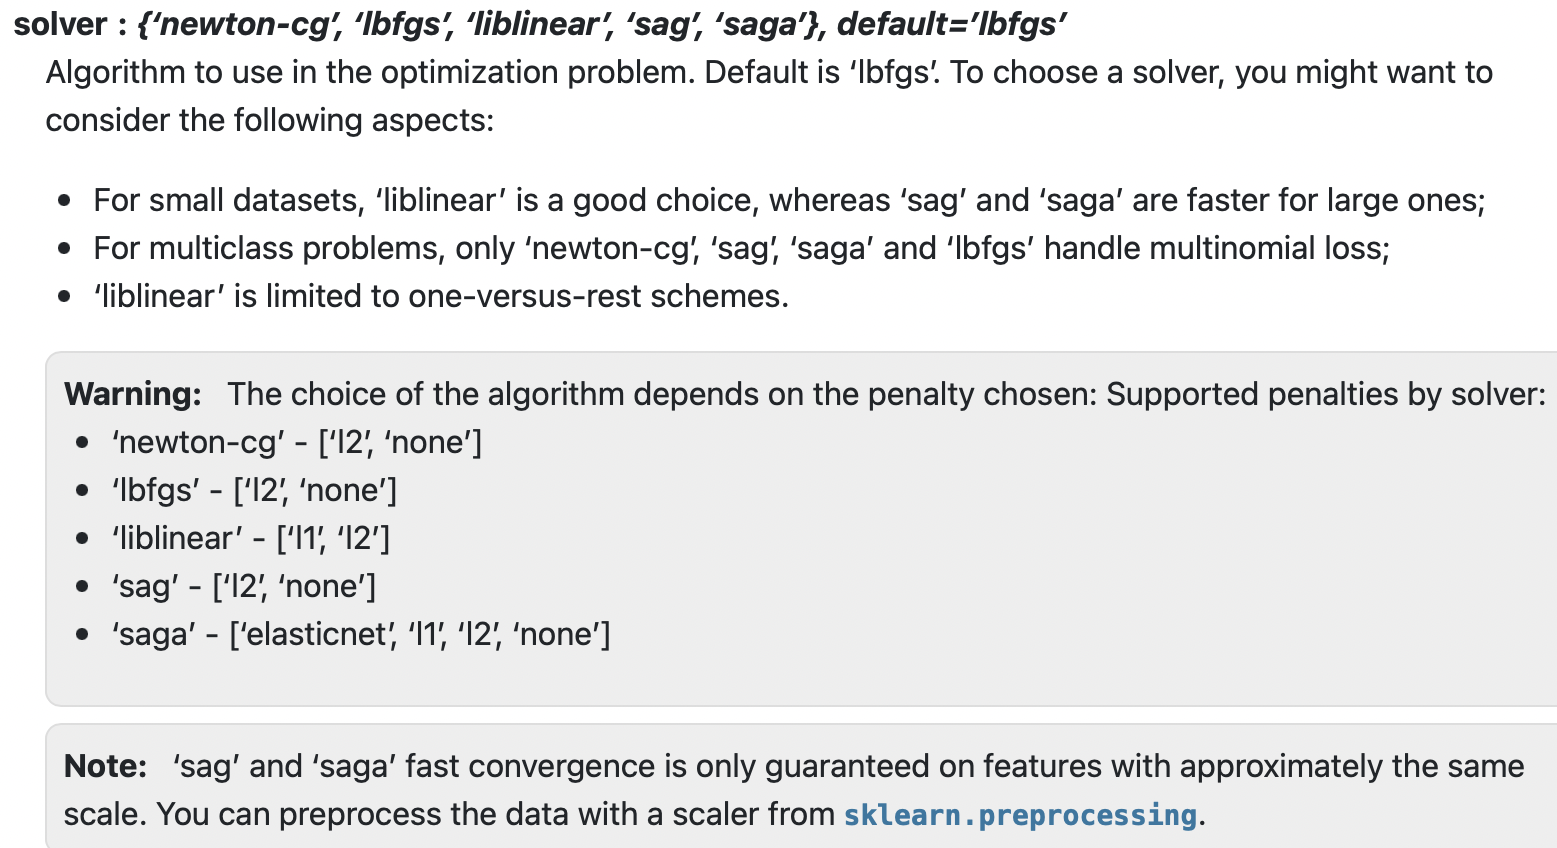 solver : {‘newton-cg’, ‘lbfgs’, ‘liblinear’, ‘sag’, ‘saga’}, default=’lbfgs’
Algorithm to use in the optimization problem. Default is ‘lbfgs’. To choose a solver, you might want to
consider the following aspects:
• For small datasets, ‘liblinear’ is a good choice, whereas ‘sag’ and ‘saga’ are faster for large ones;
• For multiclass problems, only ‘newton-cg’, ‘sag’, ‘saga’ and ‘lbfgs’ handle multinomial loss;
• ‘liblinear’ is limited to one-versus-rest schemes.
Warning: The choice of the algorithm depends on the penalty chosen: Supported penalties by solver:
• ‘newton-cg’ - [‘l2’, ‘none’]
• ‘lbfgs’ - [‘l2’, ‘none’]
• ‘liblinear’ - [‘l1’, ‘l2’]
• ‘sag’ - [‘l2’, ‘none’]
• ‘saga’ - [‘elasticnet’, ‘l1’, ‘l2’, ‘none’]
Note: ‘sag’ and ‘saga’ fast convergence is only guaranteed on features with approximately the same
scale. You can preprocess the data with a scaler from sklearn.preprocessing.